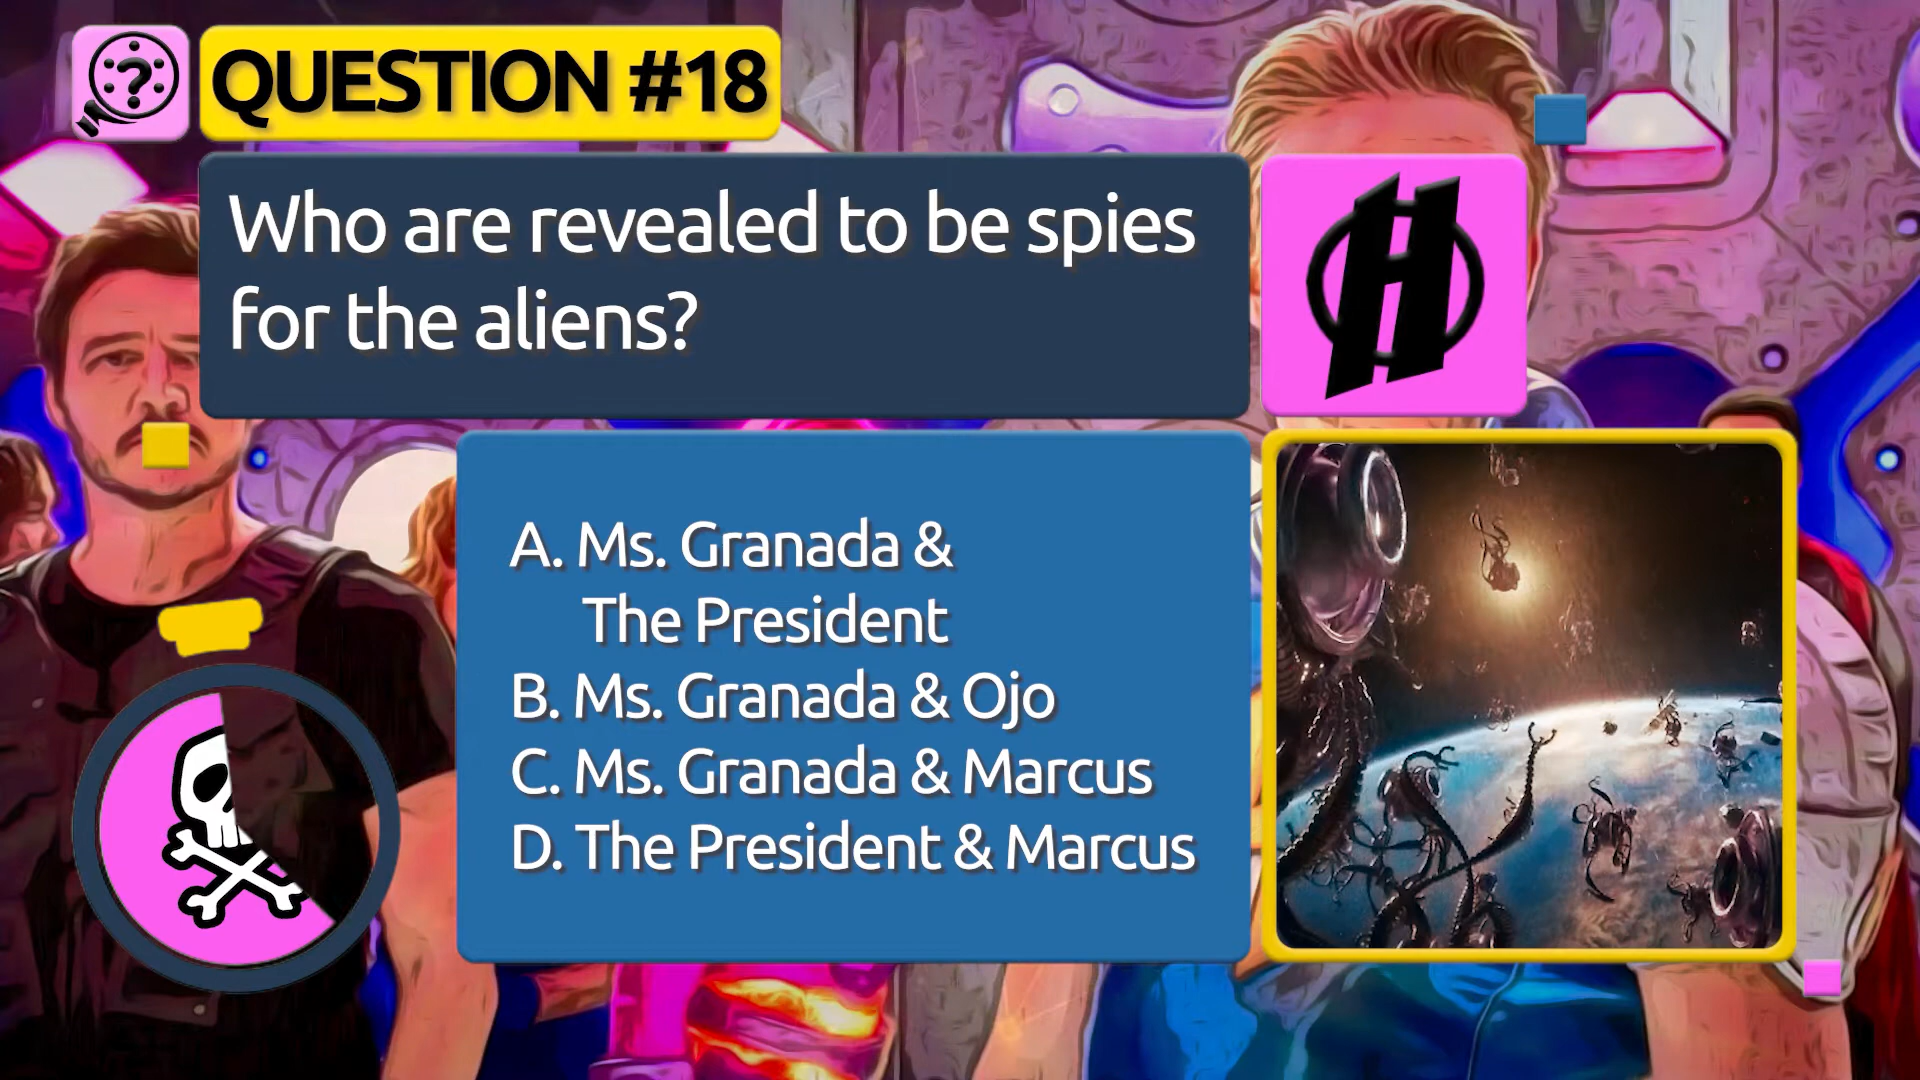 QUESTION #18
Who are revealed to be spies
for the aliens?
A. Ms. Granada &
The President
B. Ms. Granada & Ojo
C. Ms. Granada & Marcus
D. The President & Marcus